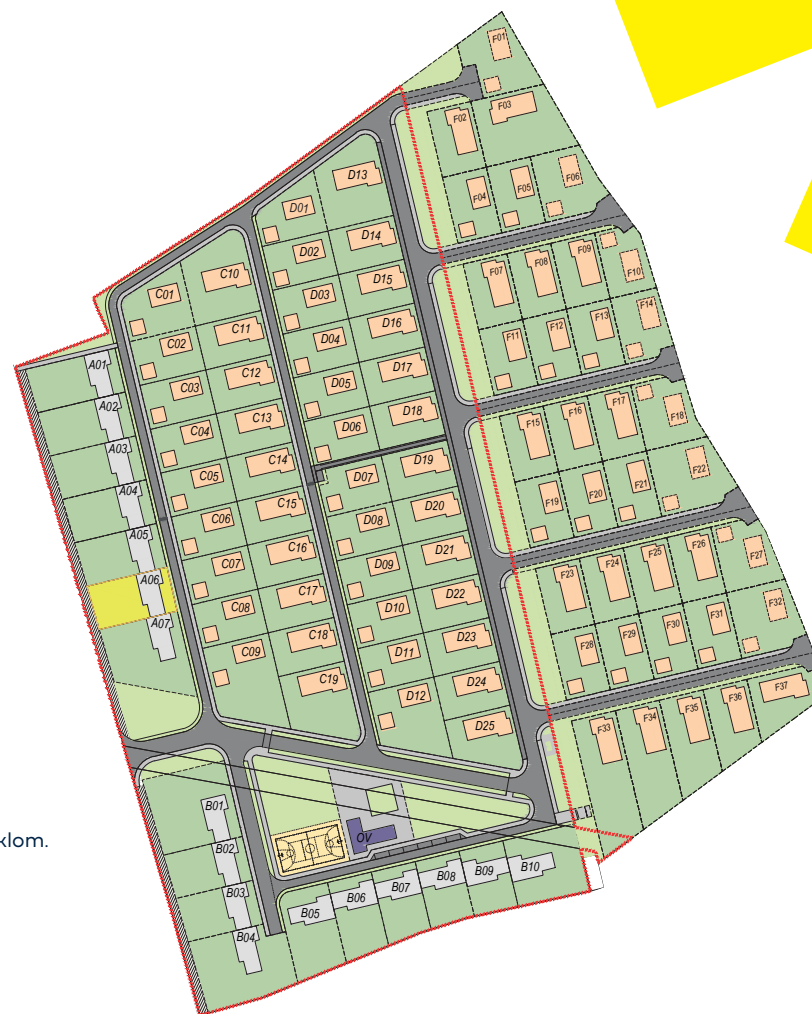 F01
F02
F03
F04
F05
F06
F07
F08
F09
F10
F11
F12
F13
F14
F15
F16
F17
F18
F19
F20
F21
F22
F23
F24
F25
F26
F27
F28
F29
F30
F31
F32
F33
F34
F35
F36
F37
D13
D01
D14
D02
D15
D03
D16
D04
D17
D05
D18
D06
D19
D07
D20
D08
D21
D09
D22
D10
D23
D11
D24
D12
D25
C10
C01
C11
C02
C12
C03
C13
C04
C14
C05
C15
C06
C16
C07
C17
C08
C18
C09
C19
A01
A02
A03
A04
A05
A06
A07
B01
B02
B03
B04
B05
B06
B07
B08
B09
B10
OV
klom.